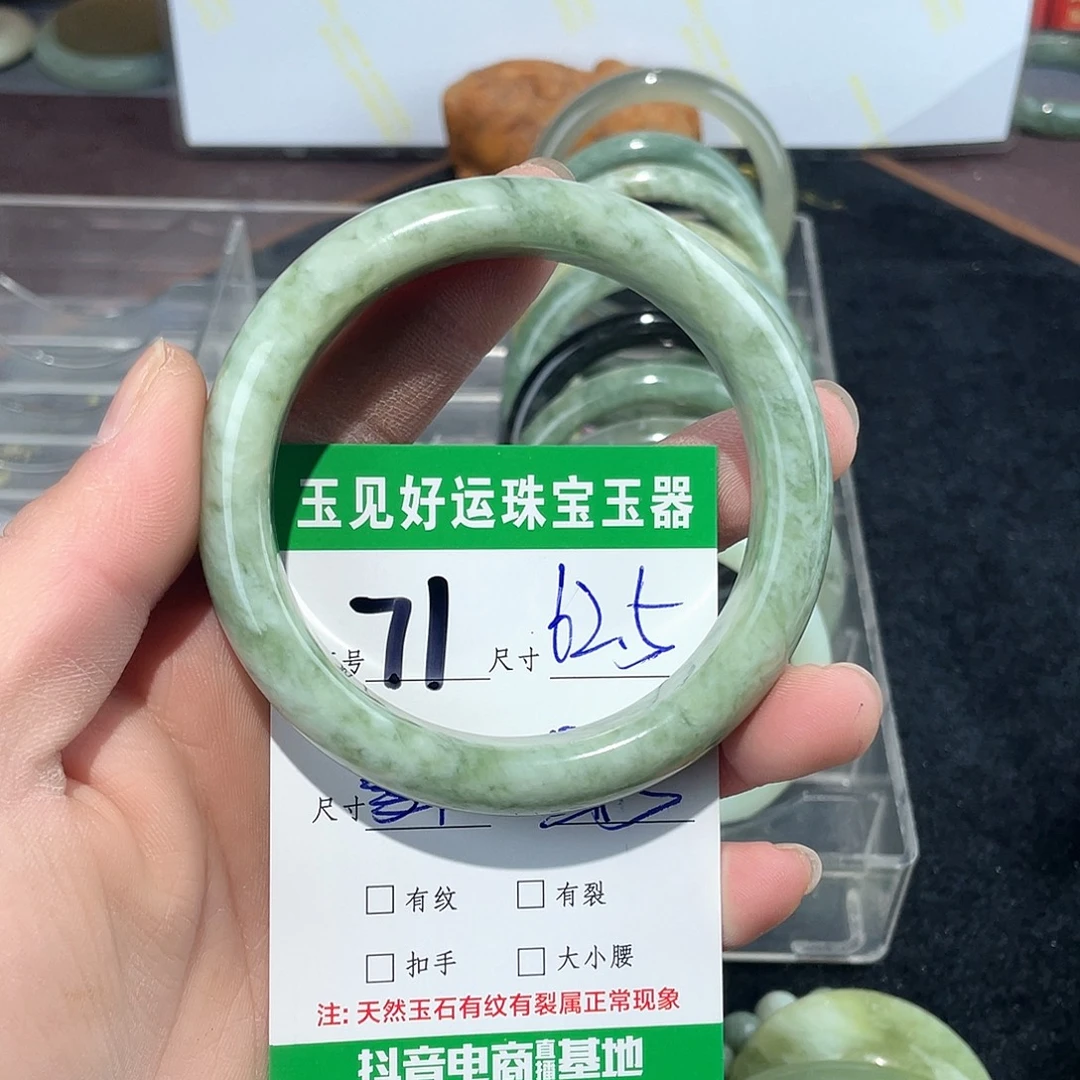 玉见好运珠宝玉器
号 71 尺寸 62.5
尺寸
□ 有纹 □ 有裂
□ 扣手 □ 大小腰
注: 天然玉石有纹有裂属正常现象
抖音电商直播基地